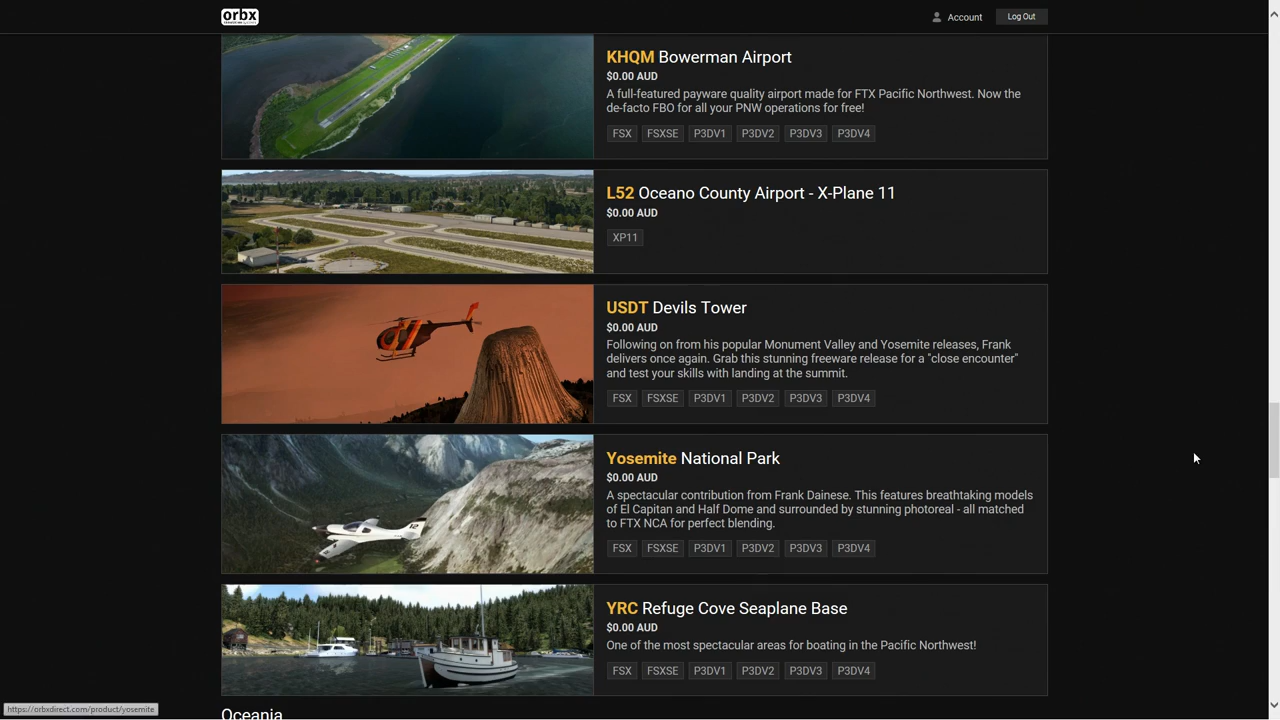 orbx
Account
Log Out
KHQM Bowerman Airport
$0.00 AUD
A full-featured payware quality airport made for FTX Pacific Northwest. Now the
de-facto FBO for all your PNW operations for free!
FSX FSXSE P3DV1 P3DV2 P3DV3 P3DV4
L52 Oceano County Airport - X-Plane 11
$0.00 AUD
XP11
USDT Devils Tower
$0.00 AUD
Following on from his popular Monument Valley and Yosemite releases, Frank
delivers once again. Grab this stunning freeware release for a "close encounter"
and test your skills with landing at the summit.
FSX FSXSE P3DV1 P3DV2 P3DV3 P3DV4
Yosemite National Park
$0.00 AUD
A spectacular contribution from Frank Dainese. This features breathtaking models
of El Capitan and Half Dome and surrounded by stunning photoreal - all matched
to FTX NCA for perfect blending.
FSX FSXSE P3DV1 P3DV2 P3DV3 P3DV4
12
YRC Refuge Cove Seaplane Base
$0.00 AUD
One of the most spectacular areas for boating in the Pacific Northwest!
FSX FSXSE P3DV1 P3DV2 P3DV3 P3DV4
https://orbxdirect.com/product/yosemite
Oceania